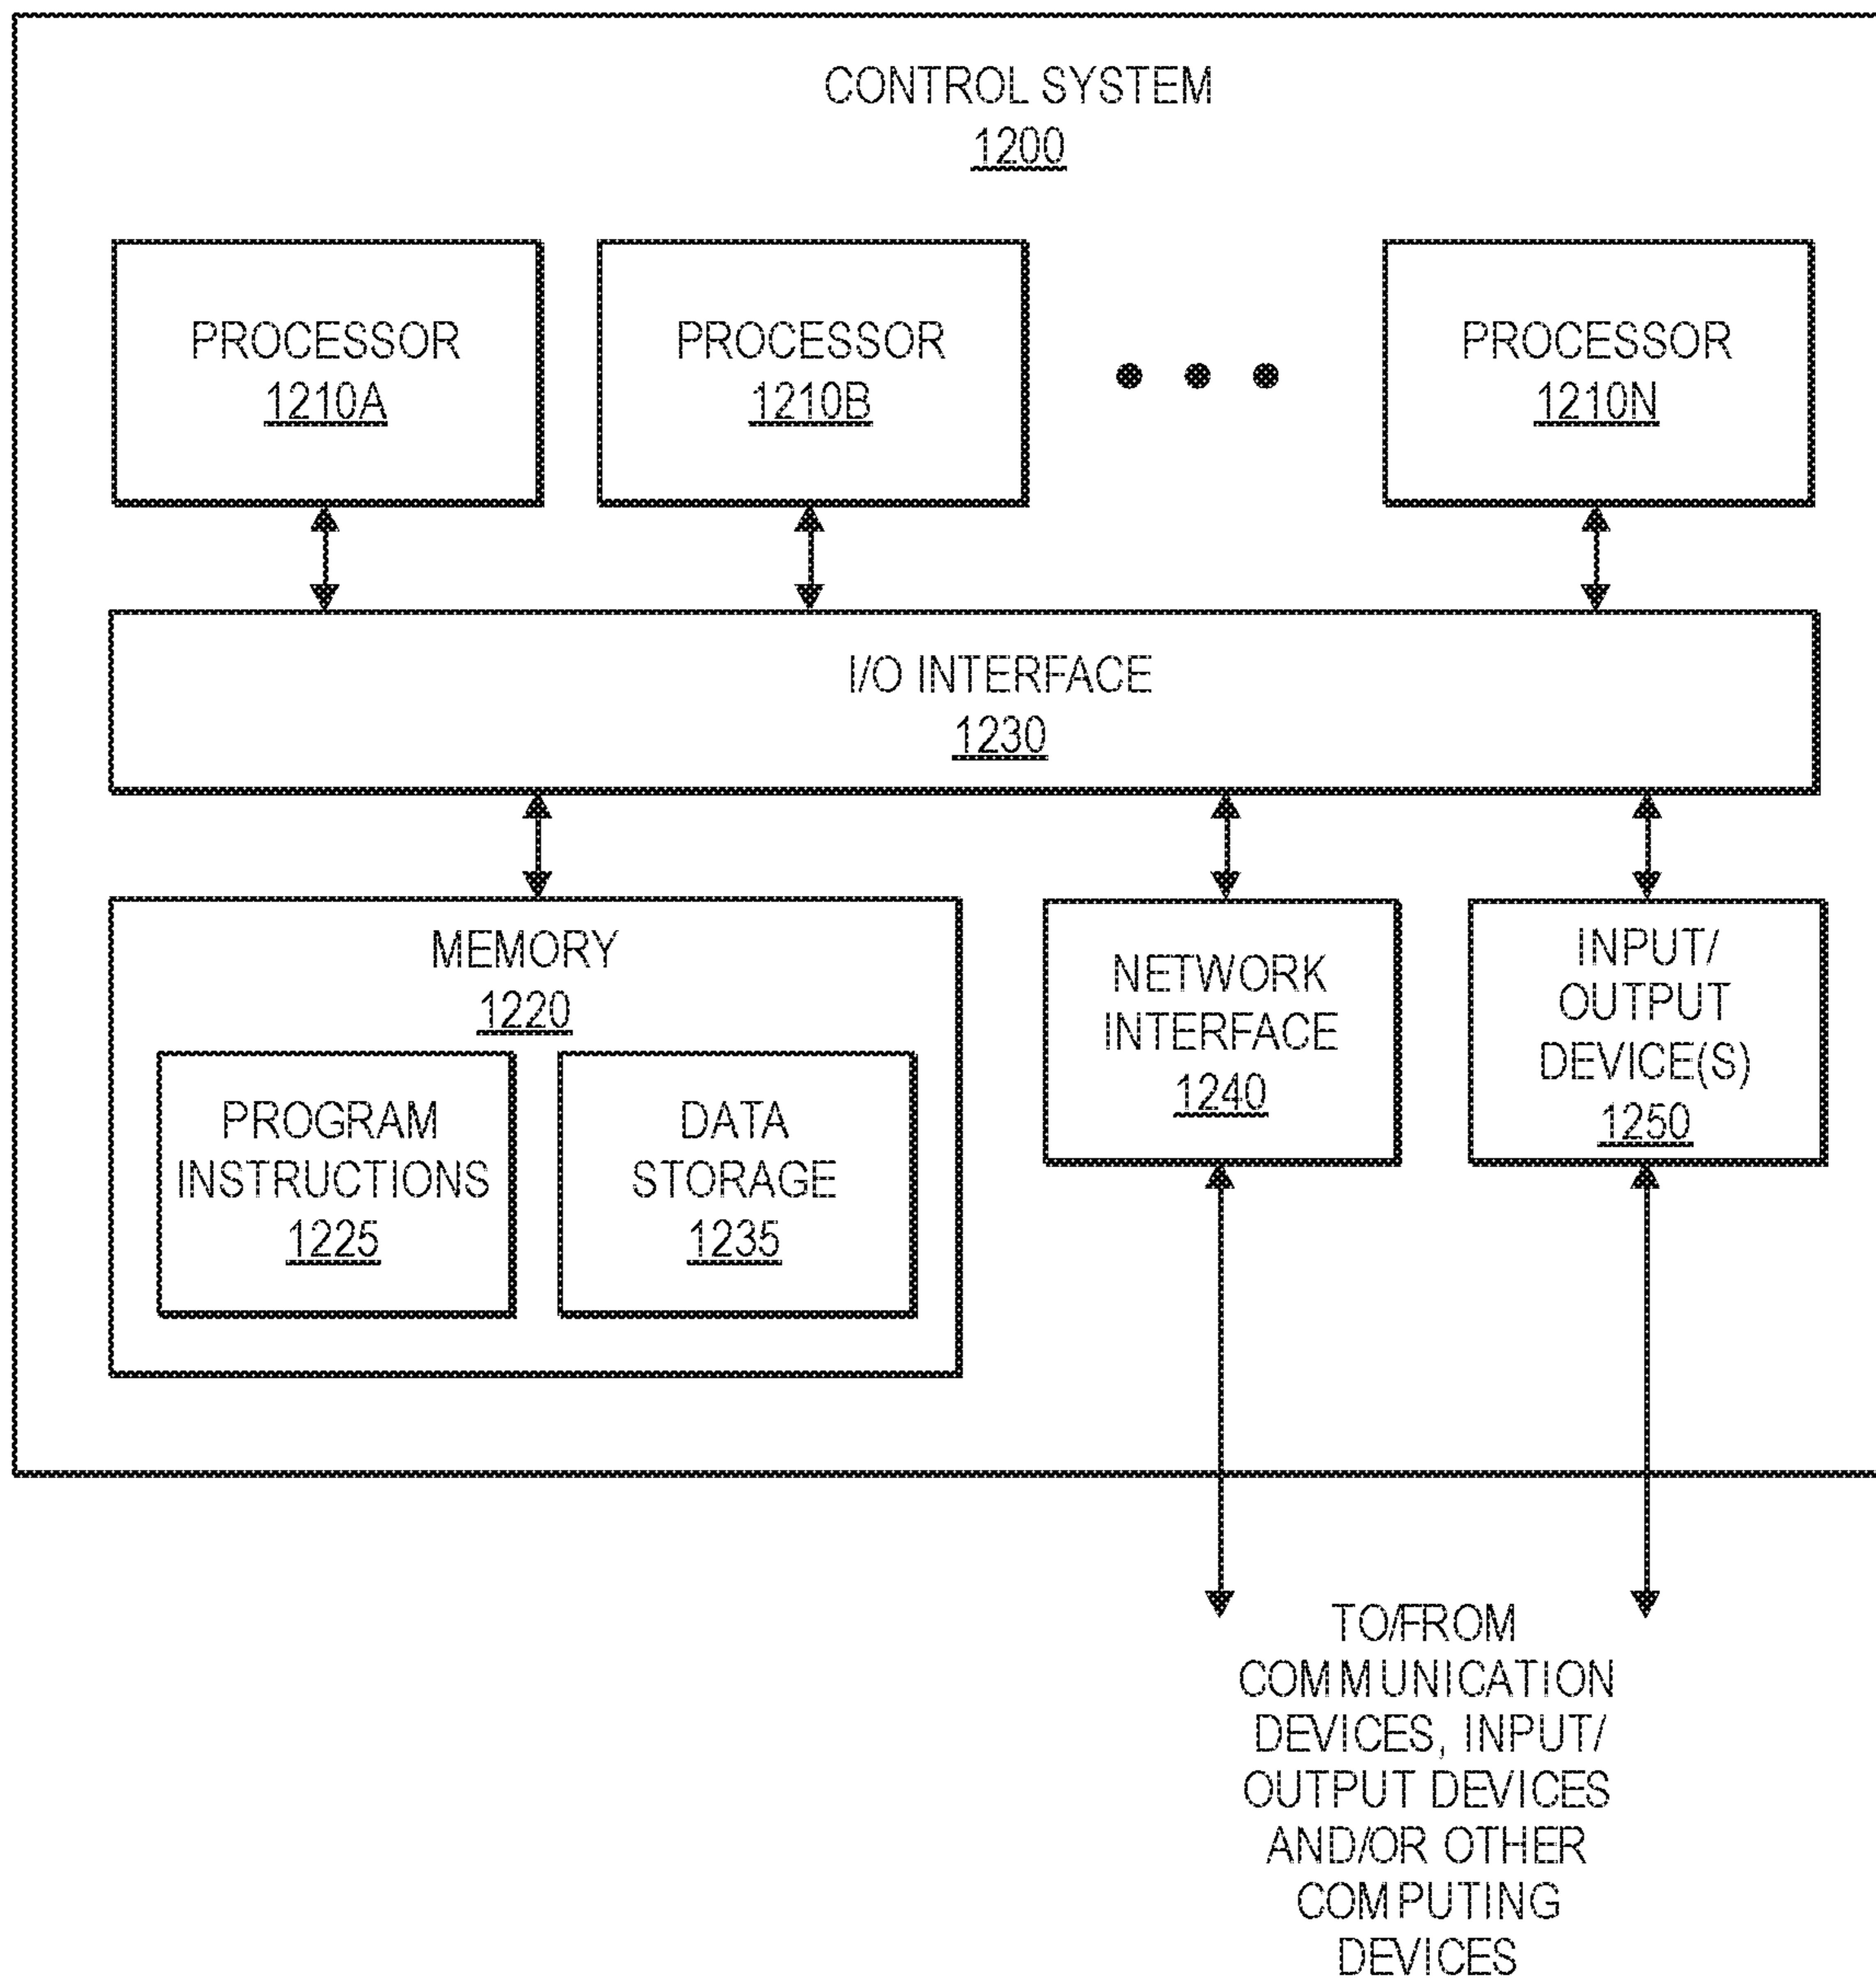 CONTROL SYSTEM
1200
PROCESSOR
1210A
PROCESSOR
1210B
PROCESSOR
1210N
I/O INTERFACE
1230
MEMORY
1220
PROGRAM
INSTRUCTIONS
1225
DATA
STORAGE
1235
NETWORK
INTERFACE
1240
INPUT/
OUTPUT
DEVICE(S)
1250
TO/FROM
COMMUNICATION
DEVICES, INPUT/
OUTPUT DEVICES
AND/OR OTHER
COMPUTING
DEVICES